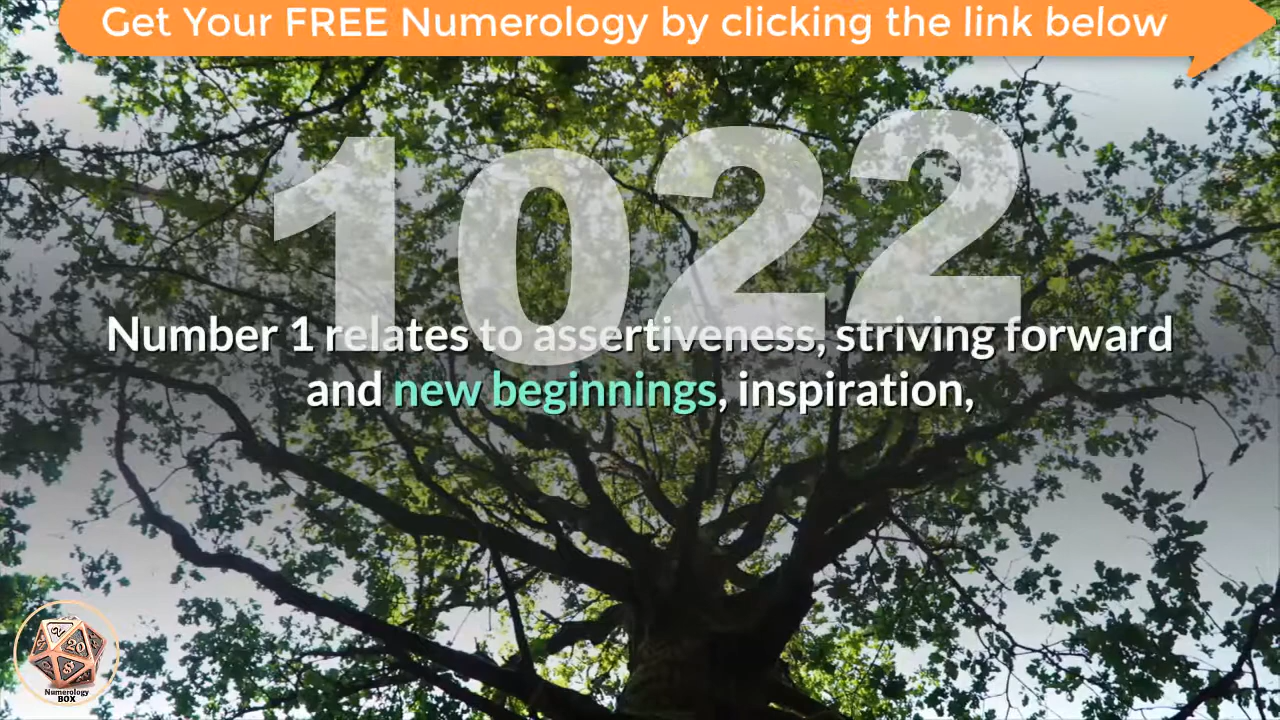 Get Your FREE Numerology by clicking the link below
1022
Number 1 relates to assertiveness, striving forward
and new beginnings, inspiration,
20
Numerology
BOX